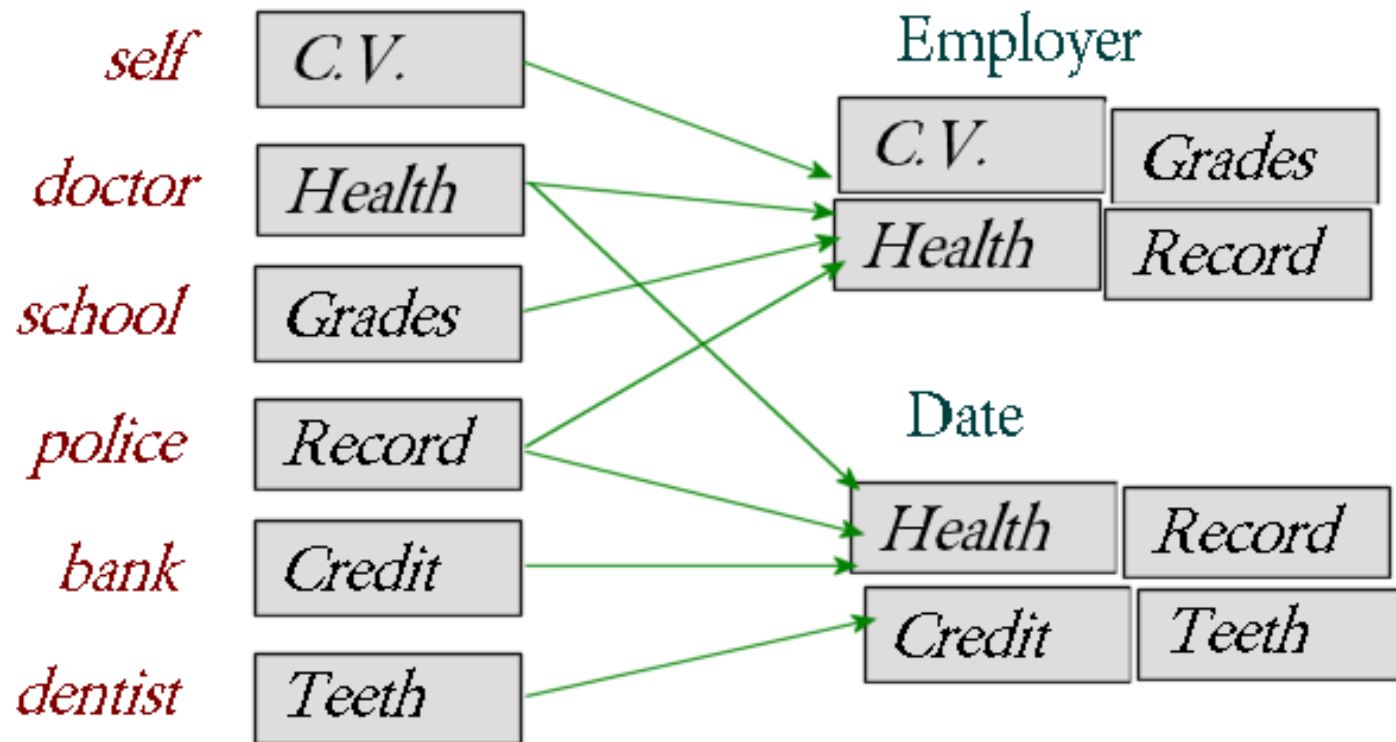 self C.V.
doctor Health
school Grades
police Record
bank Credit
dentist Teeth
Employer
C.V. Grades
Health Record
Date
Health Record
Credit Teeth